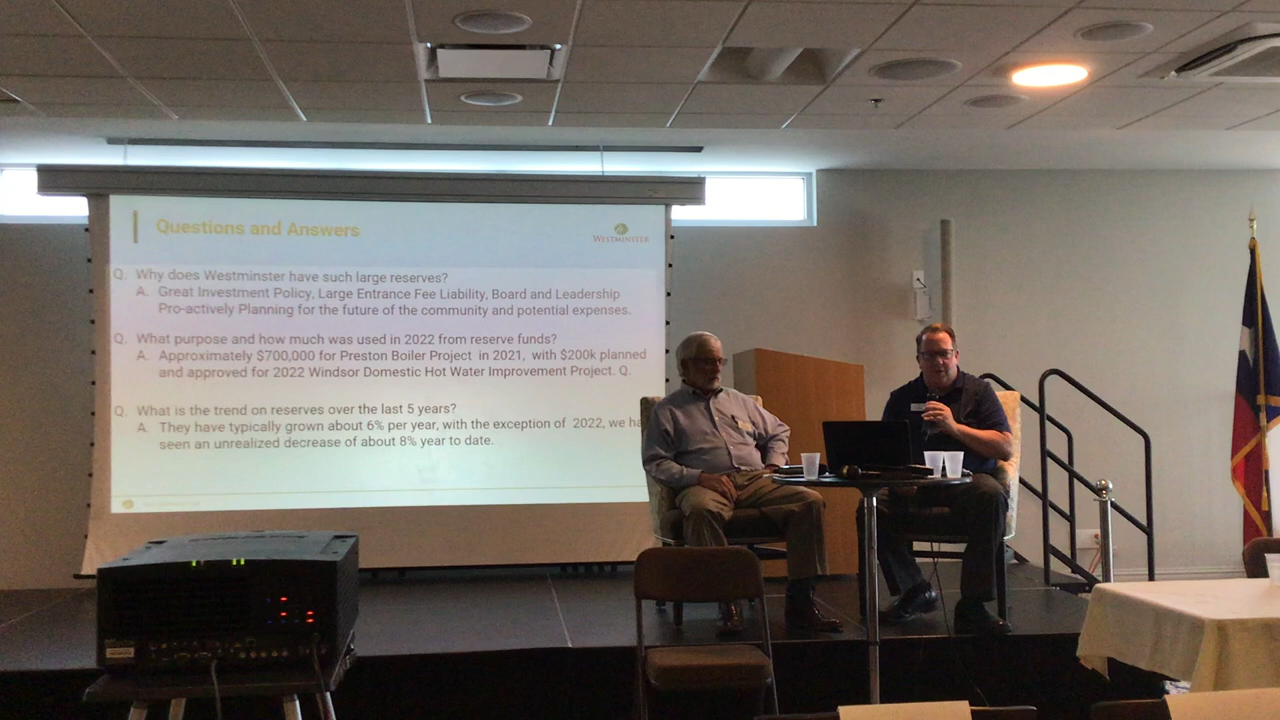 Questions and Answers
WESTMINSTER
Q. Why does Westminster have such large reserves?
A. Great Investment Policy, Large Entrance Fee Liability, Board and Leadership
Pro-actively Planning for the future of the community and potential expenses.
Q. What purpose and how much was used in 2022 from reserve funds?
A. Approximately $700,000 for Preston Boiler Project in 2021, with $200k planned
and approved for 2022 Windsor Domestic Hot Water Improvement Project. Q.
Q. What is the trend on reserves over the last 5 years?
A. They have typically grown about 6% per year, with the exception of 2022, we ha
seen an unrealized decrease of about 8% year to date.